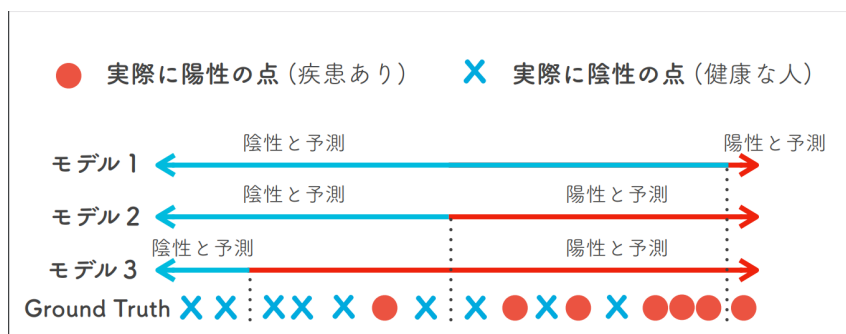 実際に陽性の点 (疾患あり) 実際に陰性の点 (健康な人)
陰性と予測 陽性と予測
モデル 1
陰性と予測 陽性と予測
モデル 2
陰性と予測 陽性と予測
モデル 3
Ground Truth